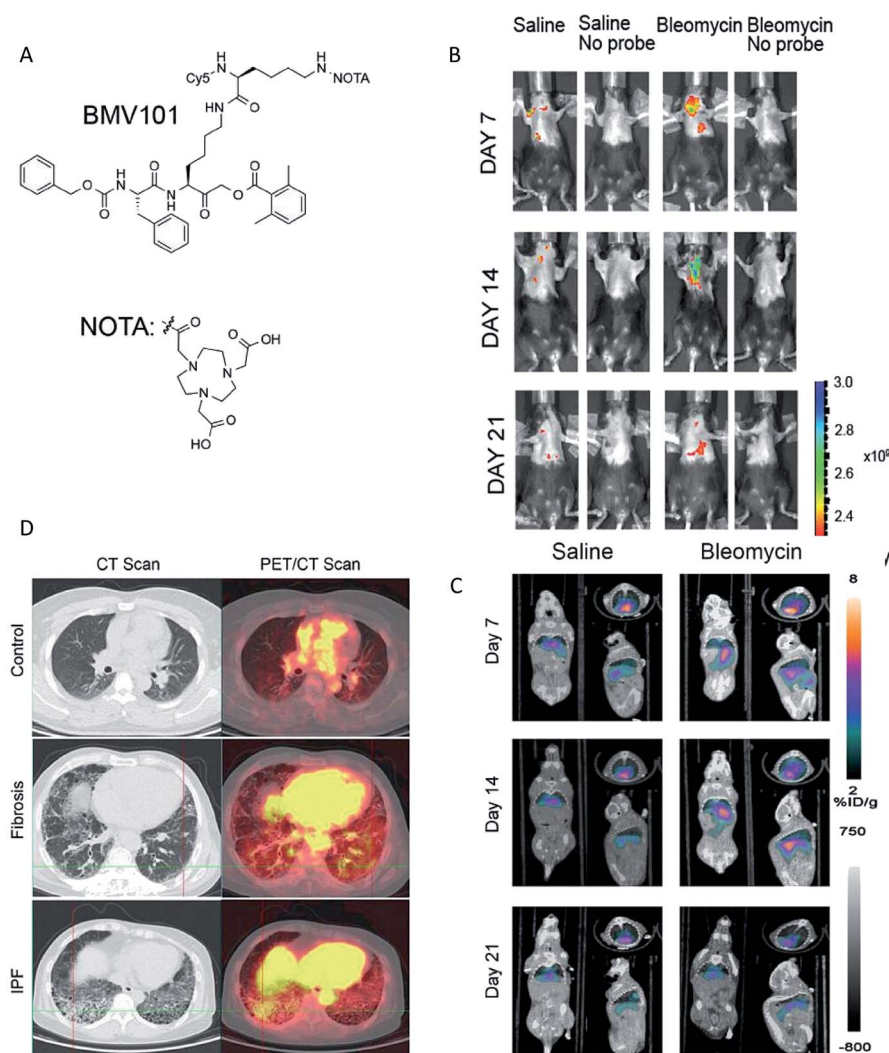 A
BMV101
H
N
Cy5
H
N
NOTA
HN
O
O
O
H
N
O
N
H
O
O
O
NOTA:
O
N
N
N
O
OH
O
HO
B
Saline
Saline
No probe
Bleomycin
Bleomycin
No probe
DAY 7
DAY 14
DAY 21
3.0
2.8
2.6
2.4
D
CT Scan
PET/CT Scan
Control
Fibrosis
IPF
C
Saline
Bleomycin
Day 7
Day 14
Day 21
8
2
%ID/g
750
-800